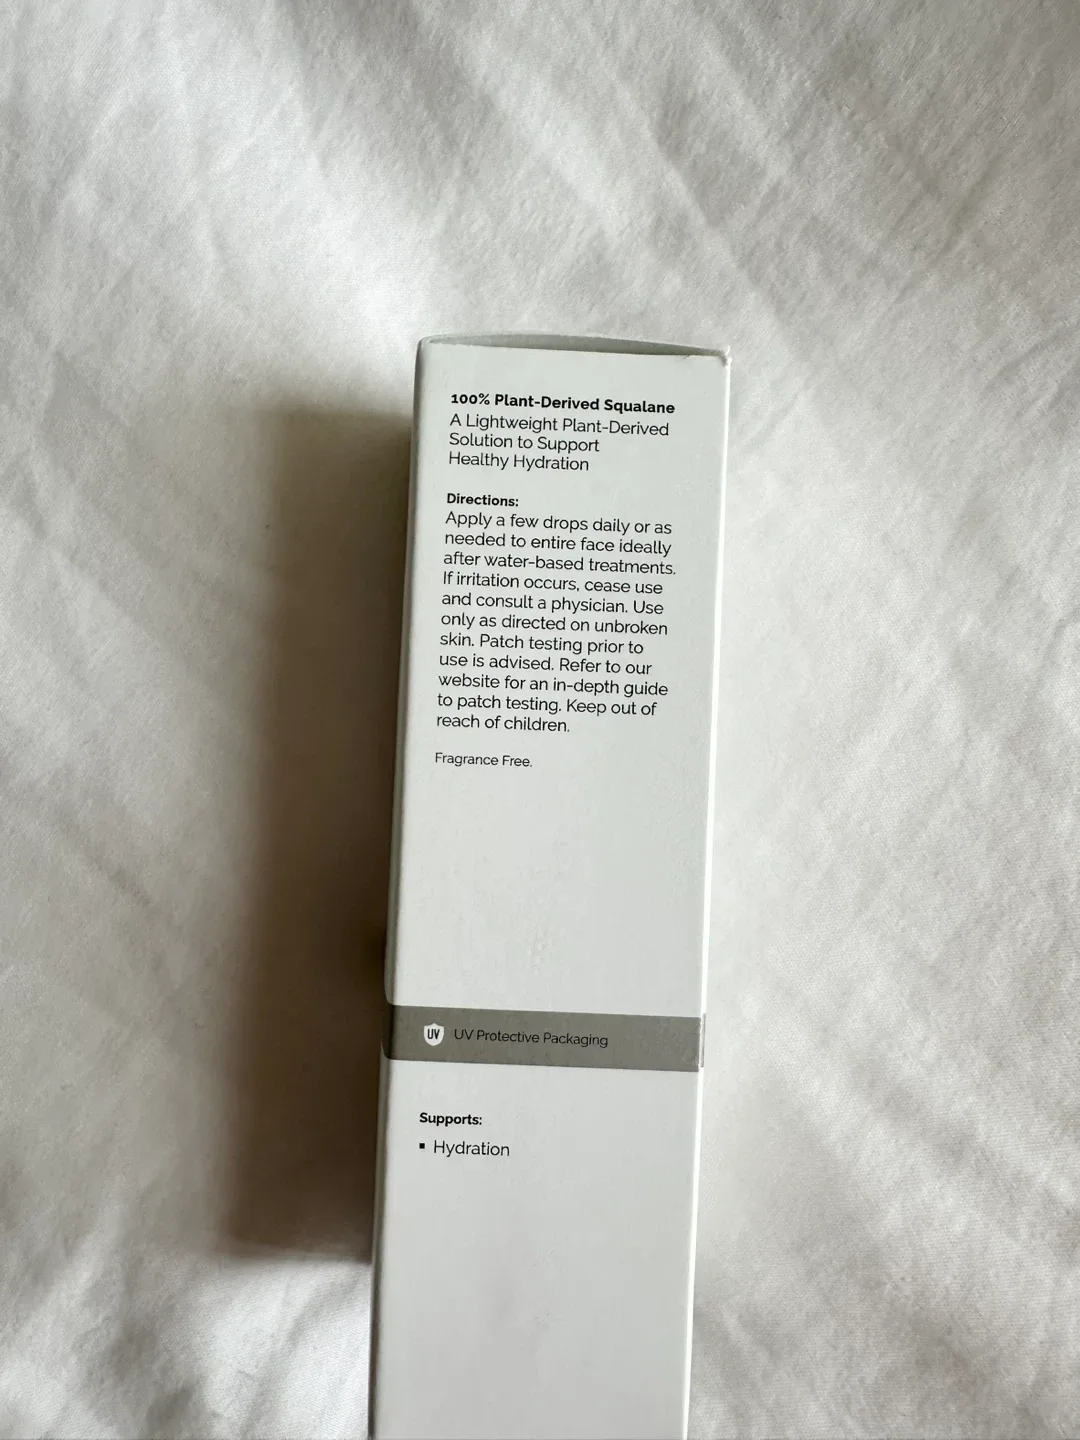 100% Plant-Derived Squalane
A Lightweight Plant-Derived
Solution to Support
Healthy Hydration
Directions:
Apply a few drops daily or as
needed to entire face ideally
after water-based treatments.
If irritation occurs, cease use
and consult a physician. Use
only as directed on unbroken
skin. Patch testing prior to
use is advised. Refer to our
website for an in-depth guide
to patch testing. Keep out of
reach of children.
Fragrance Free.
UV UV Protective Packaging
Supports:
▪ Hydration